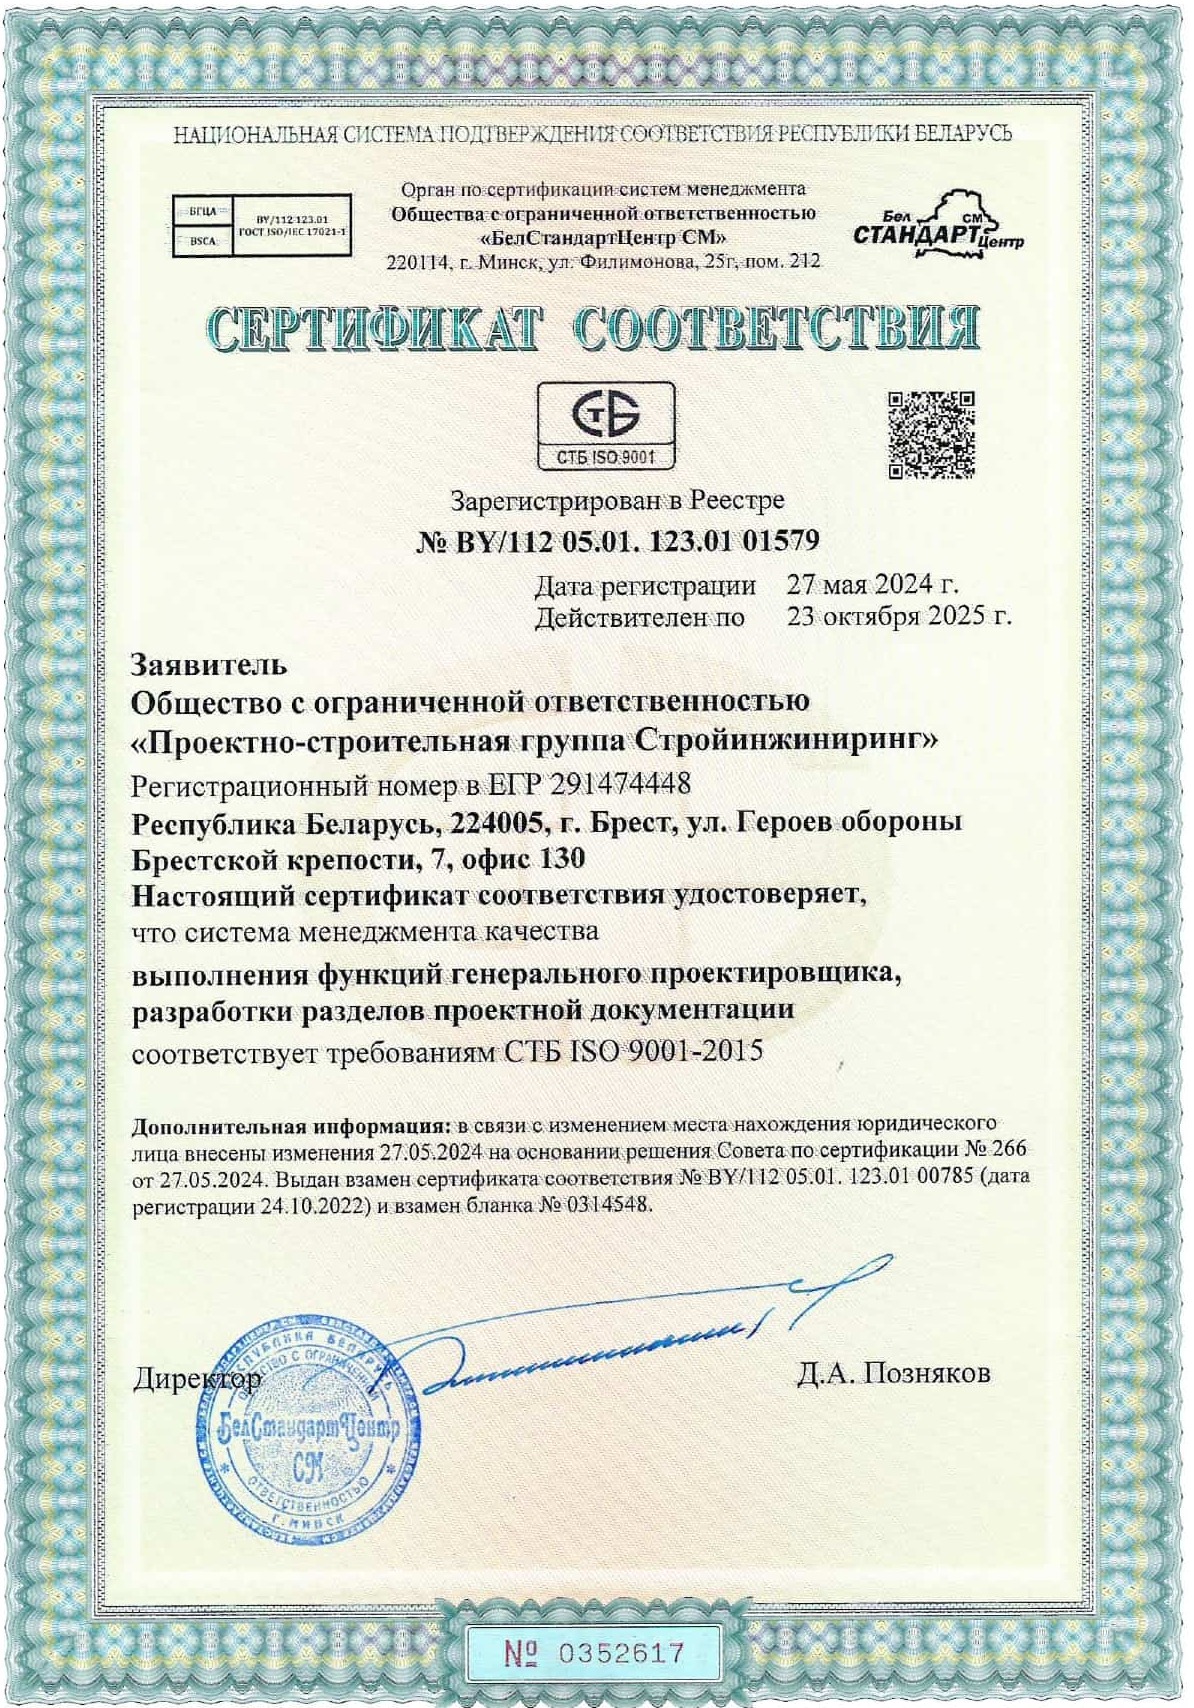 НАЦИОНАЛЬНАЯ СИСТЕМА ПОДТВЕРЖДЕНИЯ СООТВЕТСТВИЯ РЕСПУБЛИКИ БЕЛАРУСЬ
БГЦА
BSCA
BY/112 123.01
ГОСТ ISO/IEC 17021-1
Орган по сертификации систем менеджмента
Общества с ограниченной ответственностью
«БелСтандартЦентр СМ»
220114, г. Минск, ул. Филимонова, 25г, пом. 212
Бел СМ
СТАНДАРТ Центр
СЕРТИФИКАТ СООТВЕТСТВИЯ
СТБ
СТБ ISO 9001
Зарегистрирован в Реестре
№ BY/112 05.01. 123.01 01579
Дата регистрации 27 мая 2024 г.
Действителен по 23 октября 2025 г.
Заявитель
Общество с ограниченной ответственностью
«Проектно-строительная группа Стройинжиниринг»
Регистрационный номер в ЕГР 291474448
Республика Беларусь, 224005, г. Брест, ул. Героев обороны
Брестской крепости, 7, офис 130
Настоящий сертификат соответствия удостоверяет,
что система менеджмента качества
выполнения функций генерального проектировщика,
разработки разделов проектной документации
соответствует требованиям СТБ ISO 9001-2015
Дополнительная информация: в связи с изменением места нахождения юридического
лица внесены изменения 27.05.2024 на основании решения Совета по сертификации № 266
от 27.05.2024. Выдан взамен сертификата соответствия № BY/112 05.01. 123.01 00785 (дата
регистрации 24.10.2022) и взамен бланка № 0314548.
Директор
Д.А. Позняков
РЕСПУБЛИКА БЕЛАРУСЬ
ОБЩЕСТВО С ОГРАНИЧЕННОЙ
БелСтандартЦентр
СМ
ОТВЕТСТВЕННОСТЬЮ
Г. МИНСК
№ 0352617